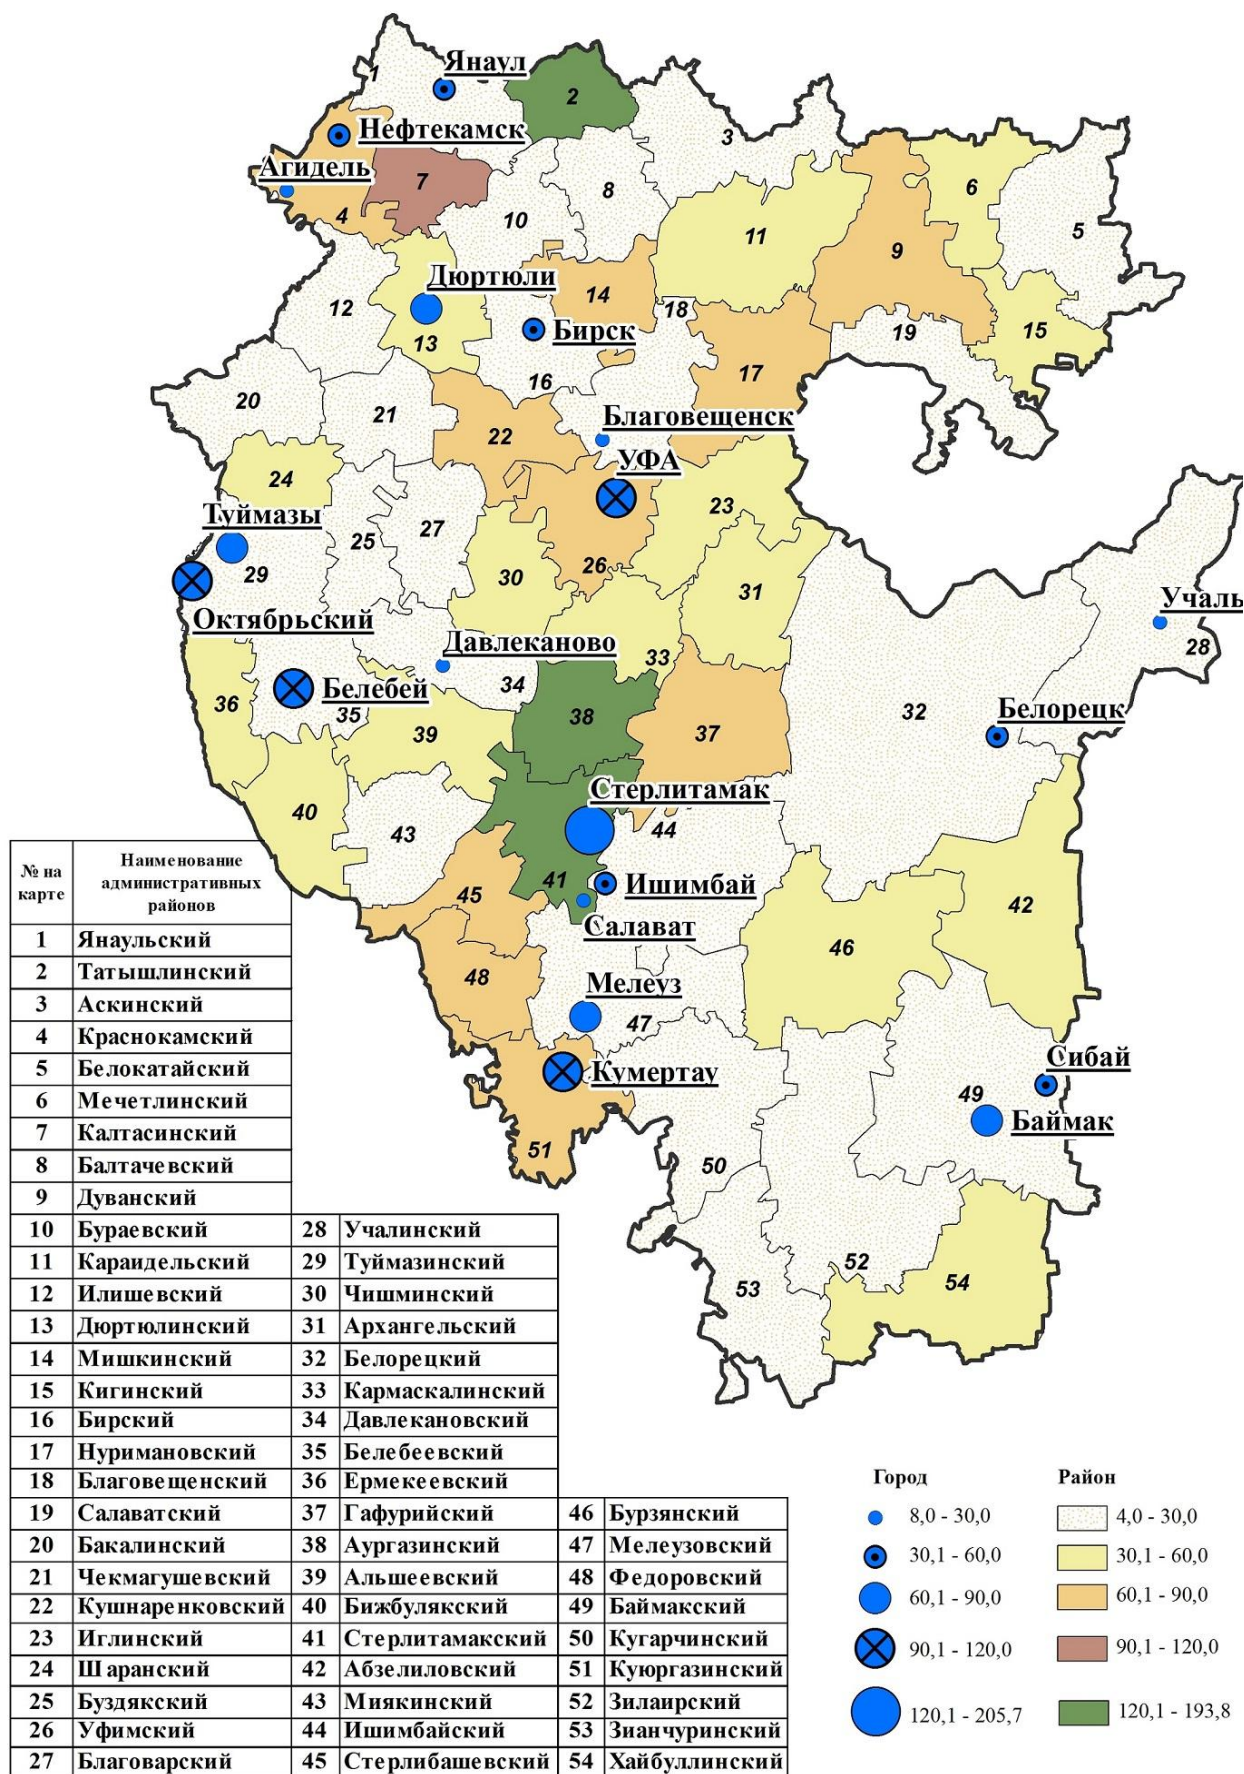 Янаул
1
2
Нефтекамск
3
Агидель
7
8
6
4
10
11
9
5
Дюртюли
12
14
18
15
13
Бирск
19
16
17
20
21
Благовещенск
22
УФА
24
23
Туймазы
25
27
29
26
30
31
Учалы
Октябрьский
Давлеканово
33
28
36
Белебей
34
35
38
32
Белорецк
39
37
Стерлитамак
40
43
44
41
Ишимбай
45
42
Салават
46
48
Мелеуз
47
Кумертау
Сибай
49
Баймак
51
50
52
53
54
№ на карте Наименование административных районов
1 Янаульский
2 Татышлинский
3 Аскинский
4 Краснокамский
5 Белокатайский
6 Мечетлинский
7 Калтасинский
8 Балтачевский
9 Дуванский
10 Бураевский 28 Учалинский
11 Караидельский 29 Туймазинский
12 Илишевский 30 Чишминский
13 Дюртюлинский 31 Архангельский
14 Мишкинский 32 Белорецкий
15 Кигинский 33 Кармаскалинский
16 Бирский 34 Давлекановский
17 Нуримановский 35 Белебеевский
18 Благовещенский 36 Ермекеевский
19 Салаватский 37 Гафурийский 46 Бурзянский
20 Бакалинский 38 Аургазинский 47 Мелеузовский
21 Чекмагушевский 39 Альшеевский 48 Федоровский
22 Кушнаренковский 40 Бижбулякский 49 Баймакский
23 Иглинский 41 Стерлитамакский 50 Кугарчинский
24 Шаранский 42 Абзелиловский 51 Куюргазинский
25 Буздякский 43 Миякинский 52 Зилаирский
26 Уфимский 44 Ишимбайский 53 Зианчуринский
27 Благоварский 45 Стерлибашевский 54 Хайбуллинский
Город Район
8,0 - 30,0 4,0 - 30,0
30,1 - 60,0 30,1 - 60,0
60,1 - 90,0 60,1 - 90,0
90,1 - 120,0 90,1 - 120,0
120,1 - 205,7 120,1 - 193,8